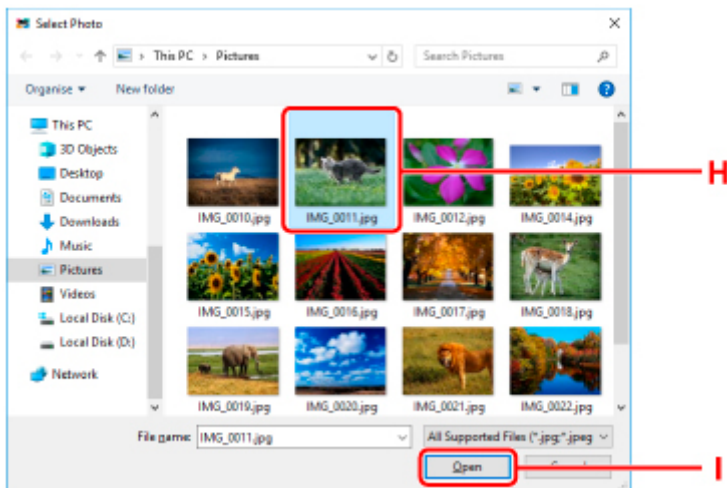 Select Photo
This PC > Pictures
Search Pictures
Organise
New folder
This PC
3D Objects
Desktop
Documents
Downloads
Music
Pictures
Videos
Local Disk (C:)
Local Disk (D:)
Network
IMG_0010.jpg
IMG_0011.jpg
IMG_0012.jpg
IMG_0014.jpg
IMG_0015.jpg
IMG_0016.jpg
IMG_0017.jpg
IMG_0018.jpg
IMG_0019.jpg
IMG_0020.jpg
IMG_0021.jpg
IMG_0022.jpg
H
File name: IMG_0011.jpg
All Supported Files (*.jpg;*.jpeg
Open
I